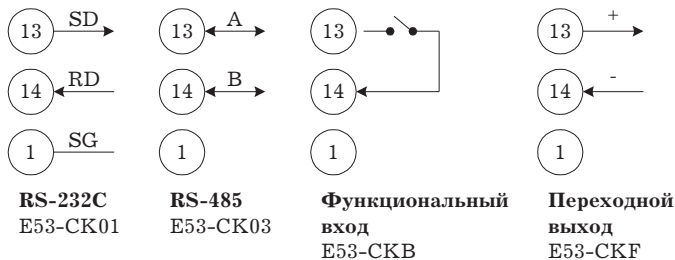 13 SD 13 A 13 13 +
14 RD 14 B 14 14 -
1 SG 1 1 1
RS-232C RS-485 Функциональный Переходной
E53-CK01 E53-CK03 вход выход
E53-CKB E53-CKF